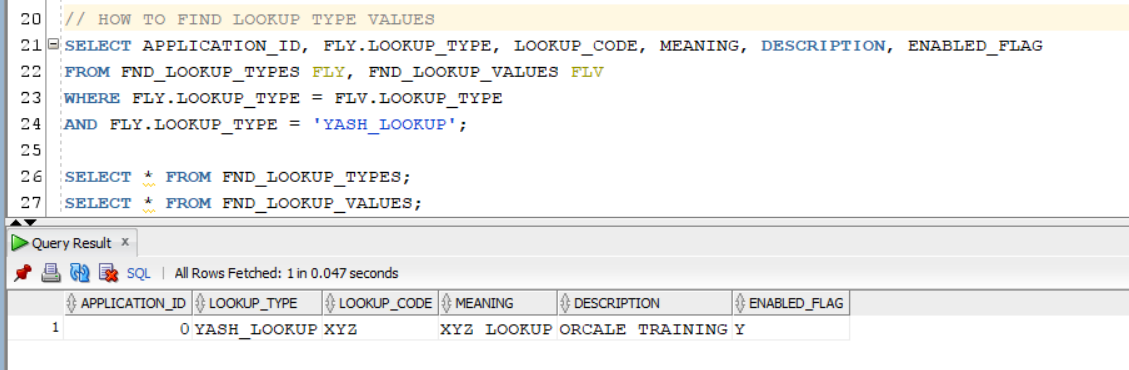 20 // HOW TO FIND LOOKUP TYPE VALUES
21 SELECT APPLICATION_ID, FLY.LOOKUP_TYPE, LOOKUP_CODE, MEANING, DESCRIPTION, ENABLED_FLAG
22 FROM FND_LOOKUP_TYPES FLY, FND_LOOKUP_VALUES FLV
23 WHERE FLY.LOOKUP_TYPE = FLV.LOOKUP_TYPE
24 AND FLY.LOOKUP_TYPE = 'YASH_LOOKUP';
25
26 SELECT * FROM FND_LOOKUP_TYPES;
27 SELECT * FROM FND_LOOKUP_VALUES;
Query Result x
SQL | All Rows Fetched: 1 in 0.047 seconds
APPLICATION_ID LOOKUP_TYPE LOOKUP_CODE MEANING DESCRIPTION ENABLED_FLAG
1 0 YASH_LOOKUP XYZ XYZ LOOKUP ORCALE TRAINING Y